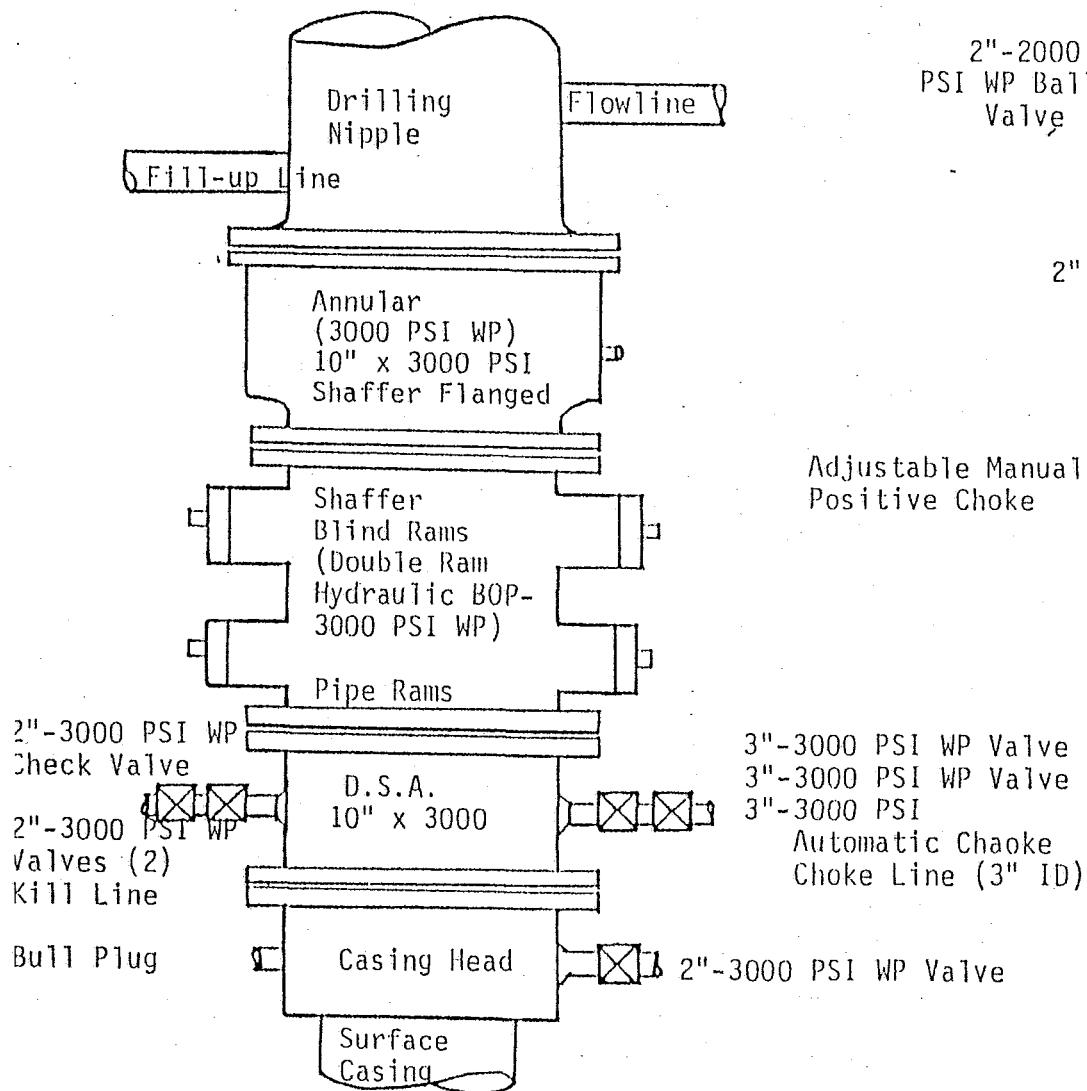 2"-2000
PSI WP Ball
Valve
Drilling
Nipple
Flowline
Fill-up Line
2"
Annular
(3000 PSI WP)
10" x 3000 PSI
Shaffer Flanged
Adjustable Manual
Positive Choke
Shaffer
Blind Rams
(Double Ram
Hydraulic BOP-
3000 PSI WP)
Pipe Rams
2"-3000 PSI WP
Check Valve
2"-3000 PSI WP
Valves (2)
Kill Line
D.S.A.
10" x 3000
3"-3000 PSI WP Valve
3"-3000 PSI WP Valve
3"-3000 PSI
Automatic Chaoke
Choke Line (3" ID)
Bull Plug
Casing Head
2"-3000 PSI WP Valve
Surface
Casing